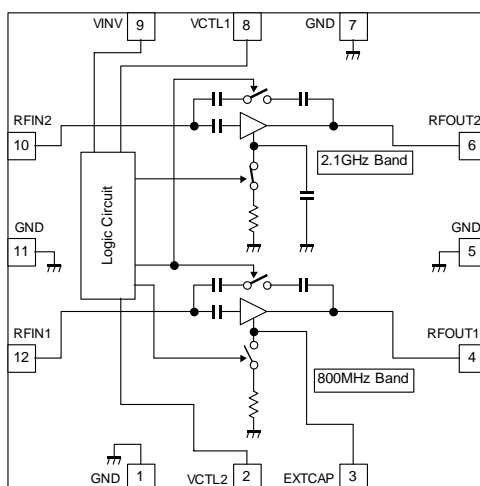 VINV
9
VCTL1
8
GND
7
RFIN2
10
RFOUT2
6
2.1GHz Band
Logic Circuit
GND
11
GND
5
RFIN1
12
RFOUT1
4
800MHz Band
GND
1
VCTL2
2
EXTCAP
3